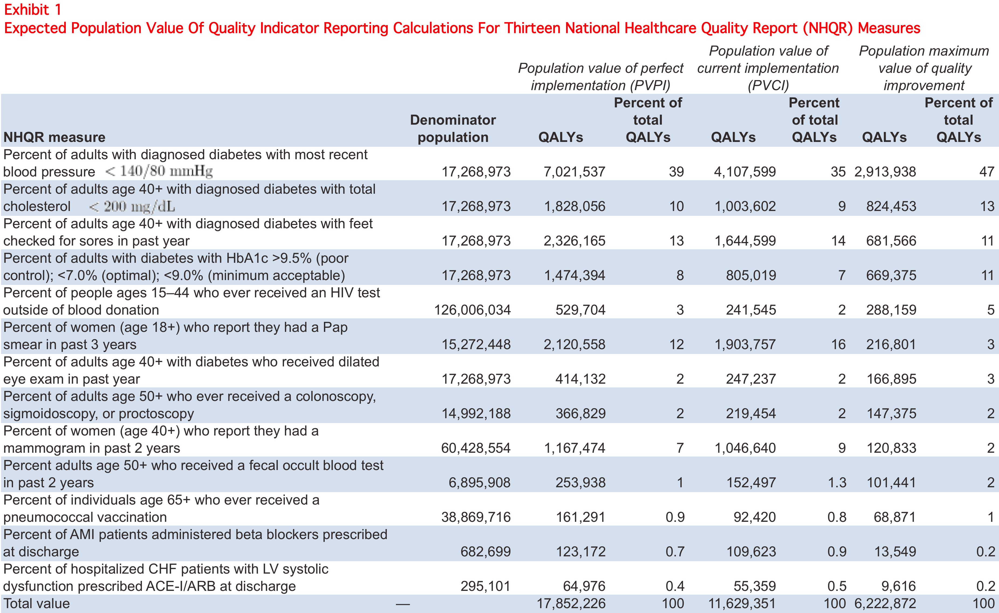 Exhibit 1
Expected Population Value Of Quality Indicator Reporting Calculations For Thirteen National Healthcare Quality Report (NHQR) Measures
Population value of perfect implementation (PVPI) Population value of current implementation (PVCI) Population maximum value of quality improvement
NHQR measure Denominator population QALYs Percent of total QALYs QALYs Percent of total QALYs QALYs Percent of total QALYs
Percent of adults with diagnosed diabetes with most recent
blood pressure < 140/80 mmHg 17,268,973 7,021,537 39 4,107,599 35 2,913,938 47
Percent of adults age 40+ with diagnosed diabetes with total
cholesterol < 200 mg/dL 17,268,973 1,828,056 10 1,003,602 9 824,453 13
Percent of adults age 40+ with diagnosed diabetes with feet
checked for sores in past year 17,268,973 2,326,165 13 1,644,599 14 681,566 11
Percent of adults with diabetes with HbA1c >9.5% (poor
control); <7.0% (optimal); <9.0% (minimum acceptable) 17,268,973 1,474,394 8 805,019 7 669,375 11
Percent of people ages 15–44 who ever received an HIV test
outside of blood donation 126,006,034 529,704 3 241,545 2 288,159 5
Percent of women (age 18+) who report they had a Pap
smear in past 3 years 15,272,448 2,120,558 12 1,903,757 16 216,801 3
Percent of adults age 40+ with diabetes who received dilated
eye exam in past year 17,268,973 414,132 2 247,237 2 166,895 3
Percent of adults age 50+ who ever received a colonoscopy,
sigmoidoscopy, or proctoscopy 14,992,188 366,829 2 219,454 2 147,375 2
Percent of women (age 40+) who report they had a
mammogram in past 2 years 60,428,554 1,167,474 7 1,046,640 9 120,833 2
Percent adults age 50+ who received a fecal occult blood test
in past 2 years 6,895,908 253,938 1 152,497 1.3 101,441 2
Percent of individuals age 65+ who ever received a
pneumococcal vaccination 38,869,716 161,291 0.9 92,420 0.8 68,871 1
Percent of AMI patients administered beta blockers prescribed
at discharge 682,699 123,172 0.7 109,623 0.9 13,549 0.2
Percent of hospitalized CHF patients with LV systolic
dysfunction prescribed ACE-I/ARB at discharge 295,101 64,976 0.4 55,359 0.5 9,616 0.2
Total value — 17,852,226 100 11,629,351 100 6,222,872 100